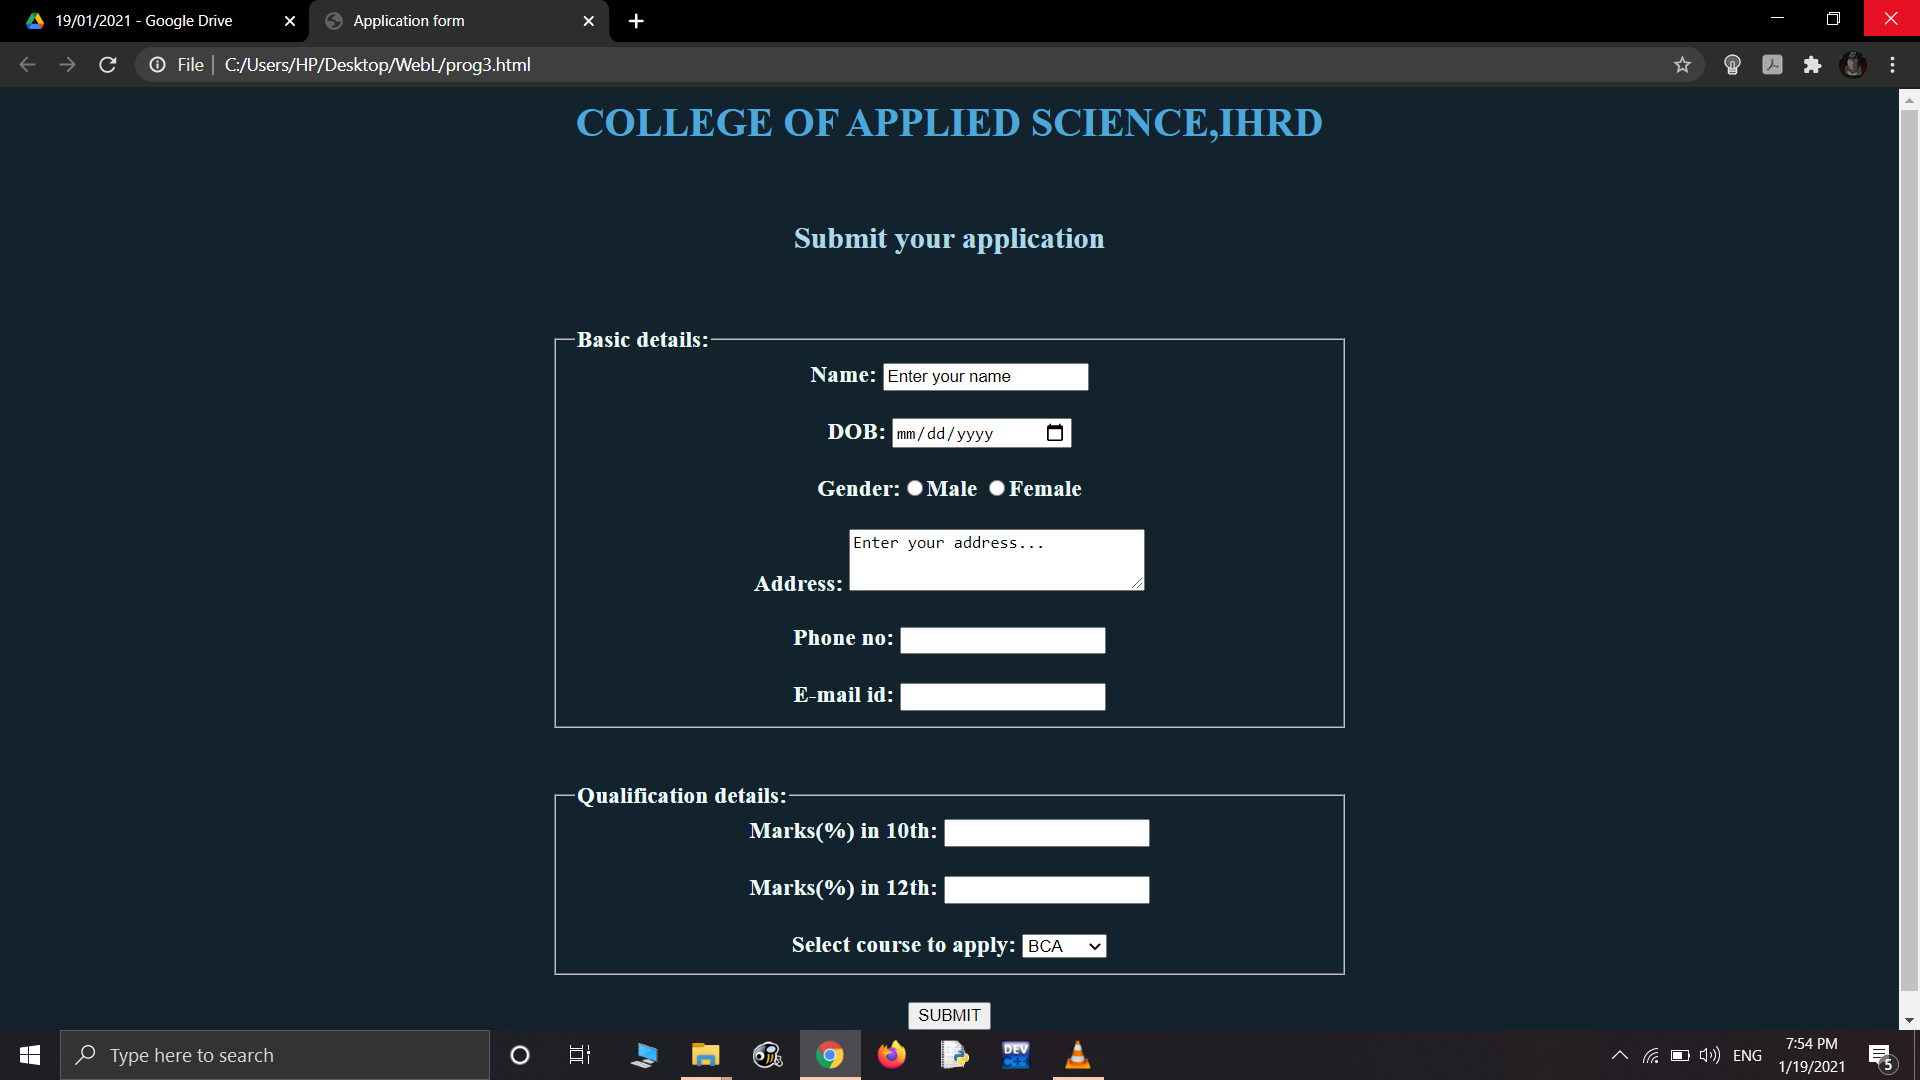 19/01/2021 - Google Drive
Application form
File
C:/Users/HP/Desktop/WebL/prog3.html
COLLEGE OF APPLIED SCIENCE,IHRD
Submit your application
Basic details:
Name: Enter your name
DOB: mm/dd/yyyy
Gender: Male Female
Enter your address...
Address:
Phone no:
E-mail id:
Qualification details:
Marks(%) in 10th:
Marks(%) in 12th:
Select course to apply: BCA
SUBMIT
Type here to search
DEV
C++
ENG
7:54 PM
1/19/2021
5